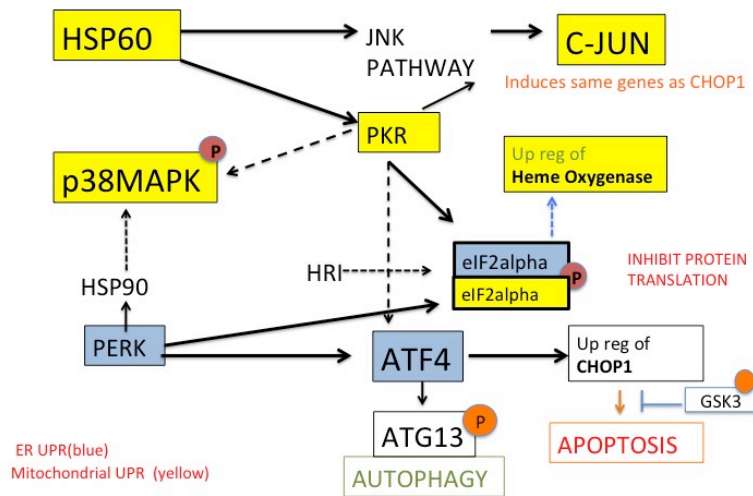 HSP60
JNK
PATHWAY
C-JUN
Induces same genes as CHOP1
PKR
P
p38MAPK
Up reg of
Heme Oxygenase
HSP90
HRI
eIF2alpha
P
eIF2alpha
INHIBIT PROTEIN
TRANSLATION
PERK
ATF4
Up reg of
CHOP1
GSK3
ATG13
P
APOPTOSIS
AUTOPHAGY
ER UPR(blue)
Mitochondrial UPR (yellow)